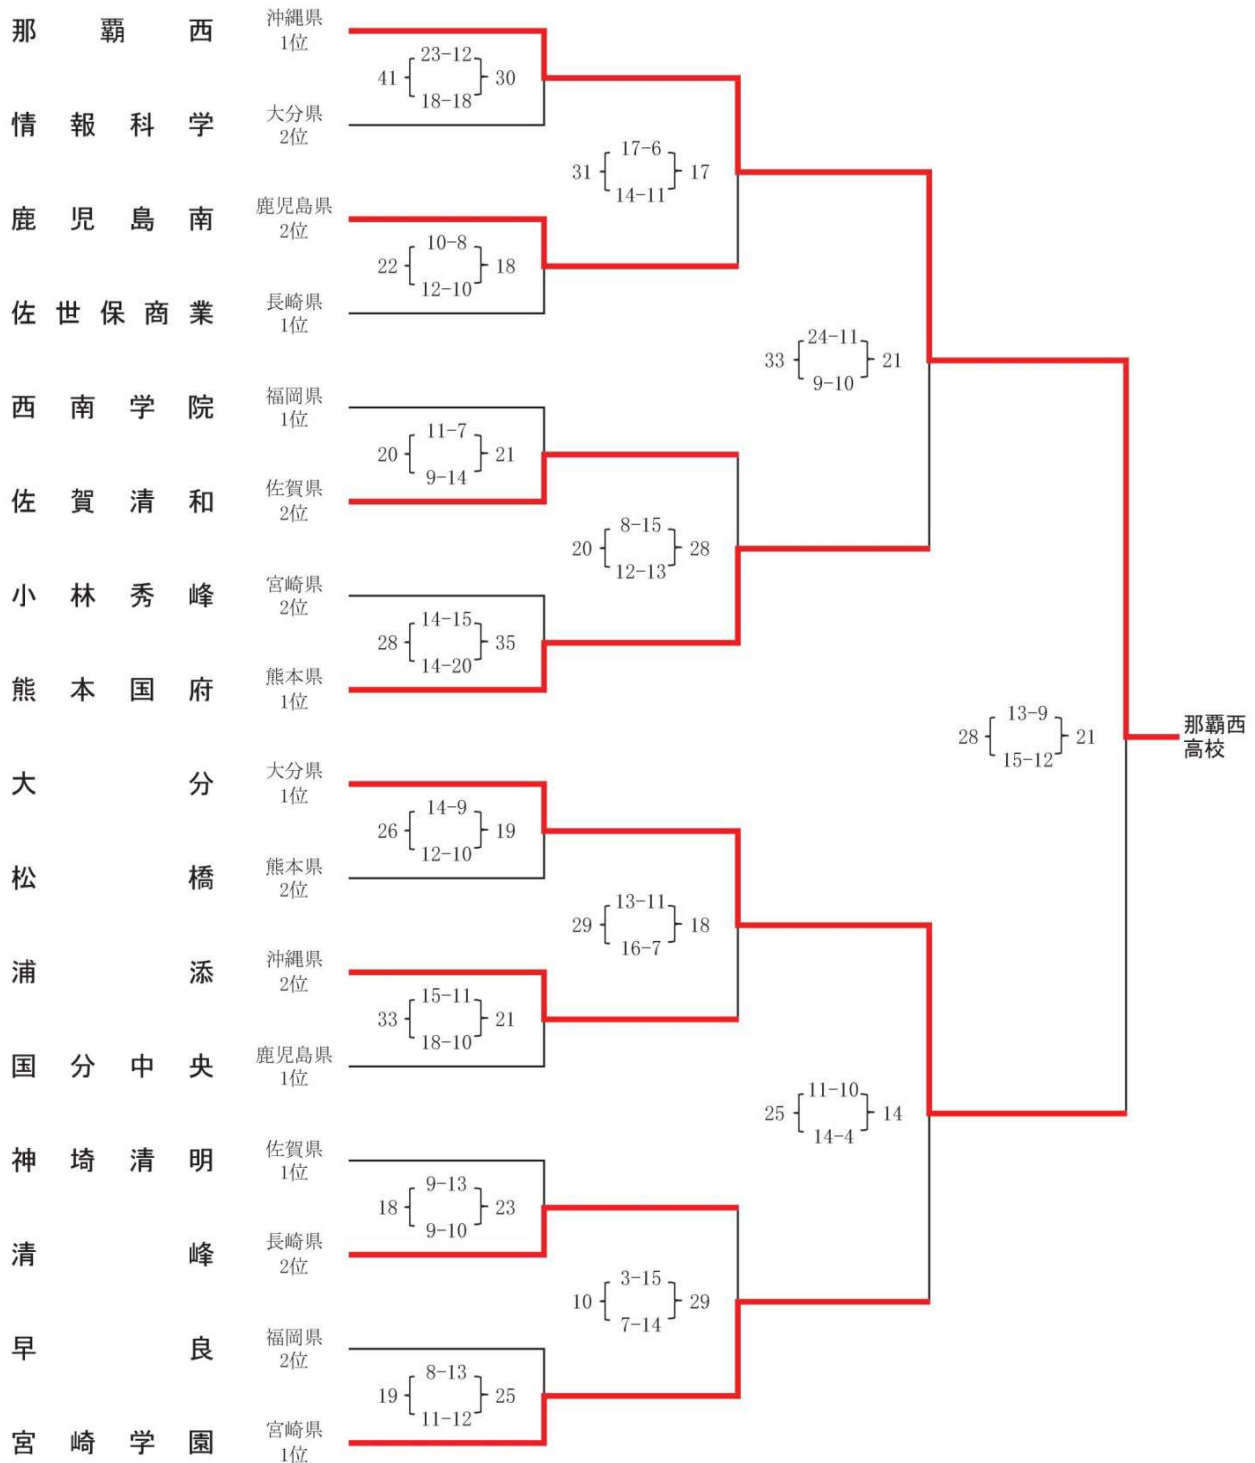 那覇西 沖縄県
1位
23-12
41 30
18-18
情報科学 大分県
2位
17-6
31 17
14-11
鹿児島南 鹿児島県
2位
10-8
22 18
12-10
佐世保商業 長崎県
1位
24-11
33 21
9-10
西南学院 福岡県
1位
11-7
20 21
9-14
佐賀清和 佐賀県
2位
8-15
20 28
12-13
小林秀峰 宮崎県
2位
14-15
28 35
14-20
熊本国府 熊本県
1位
13-9
28 21
15-12
那覇西
高校
大分 大分県
1位
14-9
26 19
12-10
松橋 熊本県
2位
13-11
29 18
16-7
浦添 沖縄県
2位
15-11
33 21
18-10
国分中央 鹿児島県
1位
11-10
25 14
14-4
神埼清明 佐賀県
1位
9-13
18 23
9-10
清峰 長崎県
2位
3-15
10 29
7-14
早良 福岡県
2位
8-13
19 25
11-12
宮崎学園 宮崎県
1位